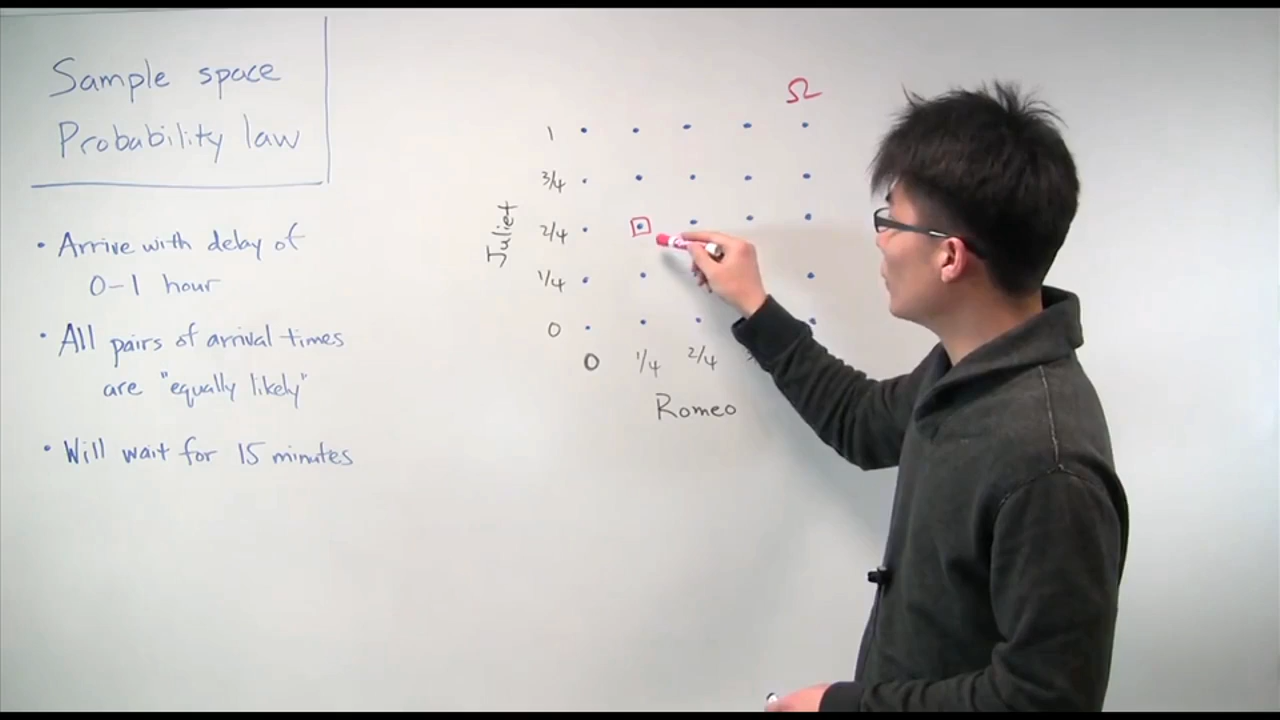 Sample space
Probability law
• Arrive with delay of
0-1 hour
• All pairs of arrival times
are "equally likely"
• Will wait for 15 minutes
Ω
1
3/4
2/4
1/4
0
Juliet
0 1/4 2/4
Romeo